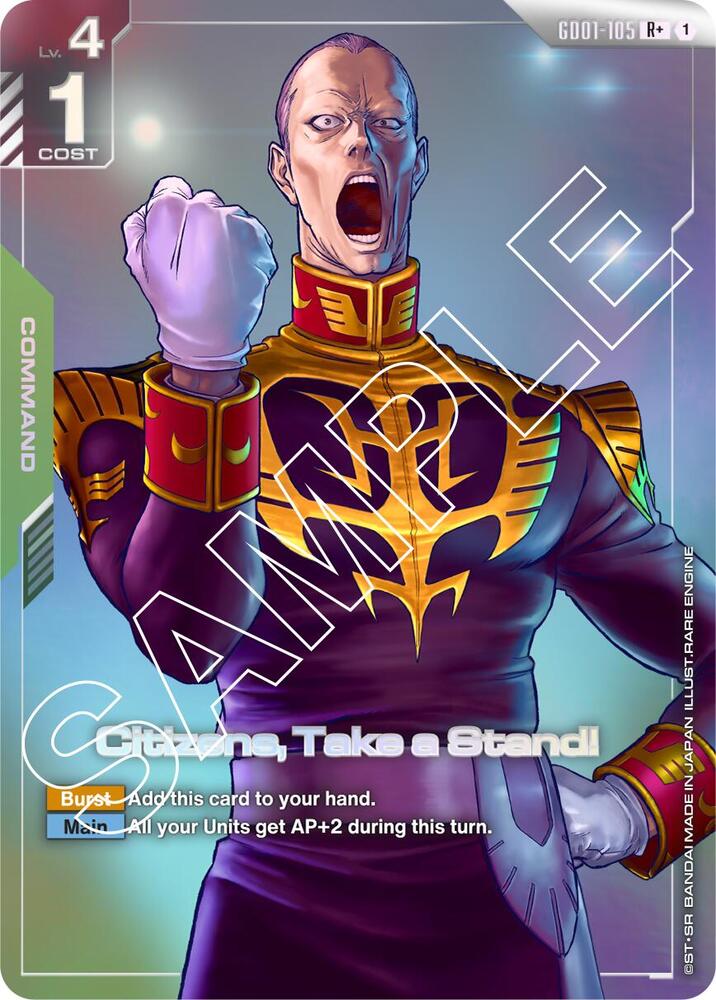 GD01-105 R+ 1
Lv. 4
1
COST
COMMAND
SAMPLE
Citizens, Take a Stand!
Burst Add this card to your hand.
Main All your Units get AP+2 during this turn.
©ST・SR BANDAI MADE IN JAPAN ILLUST.RARE ENGINE